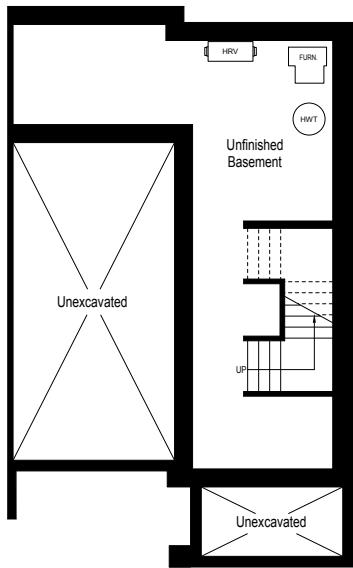 HRV
FURN.
HWT
Unfinished
Basement
Unexcavated
UP
Unexcavated